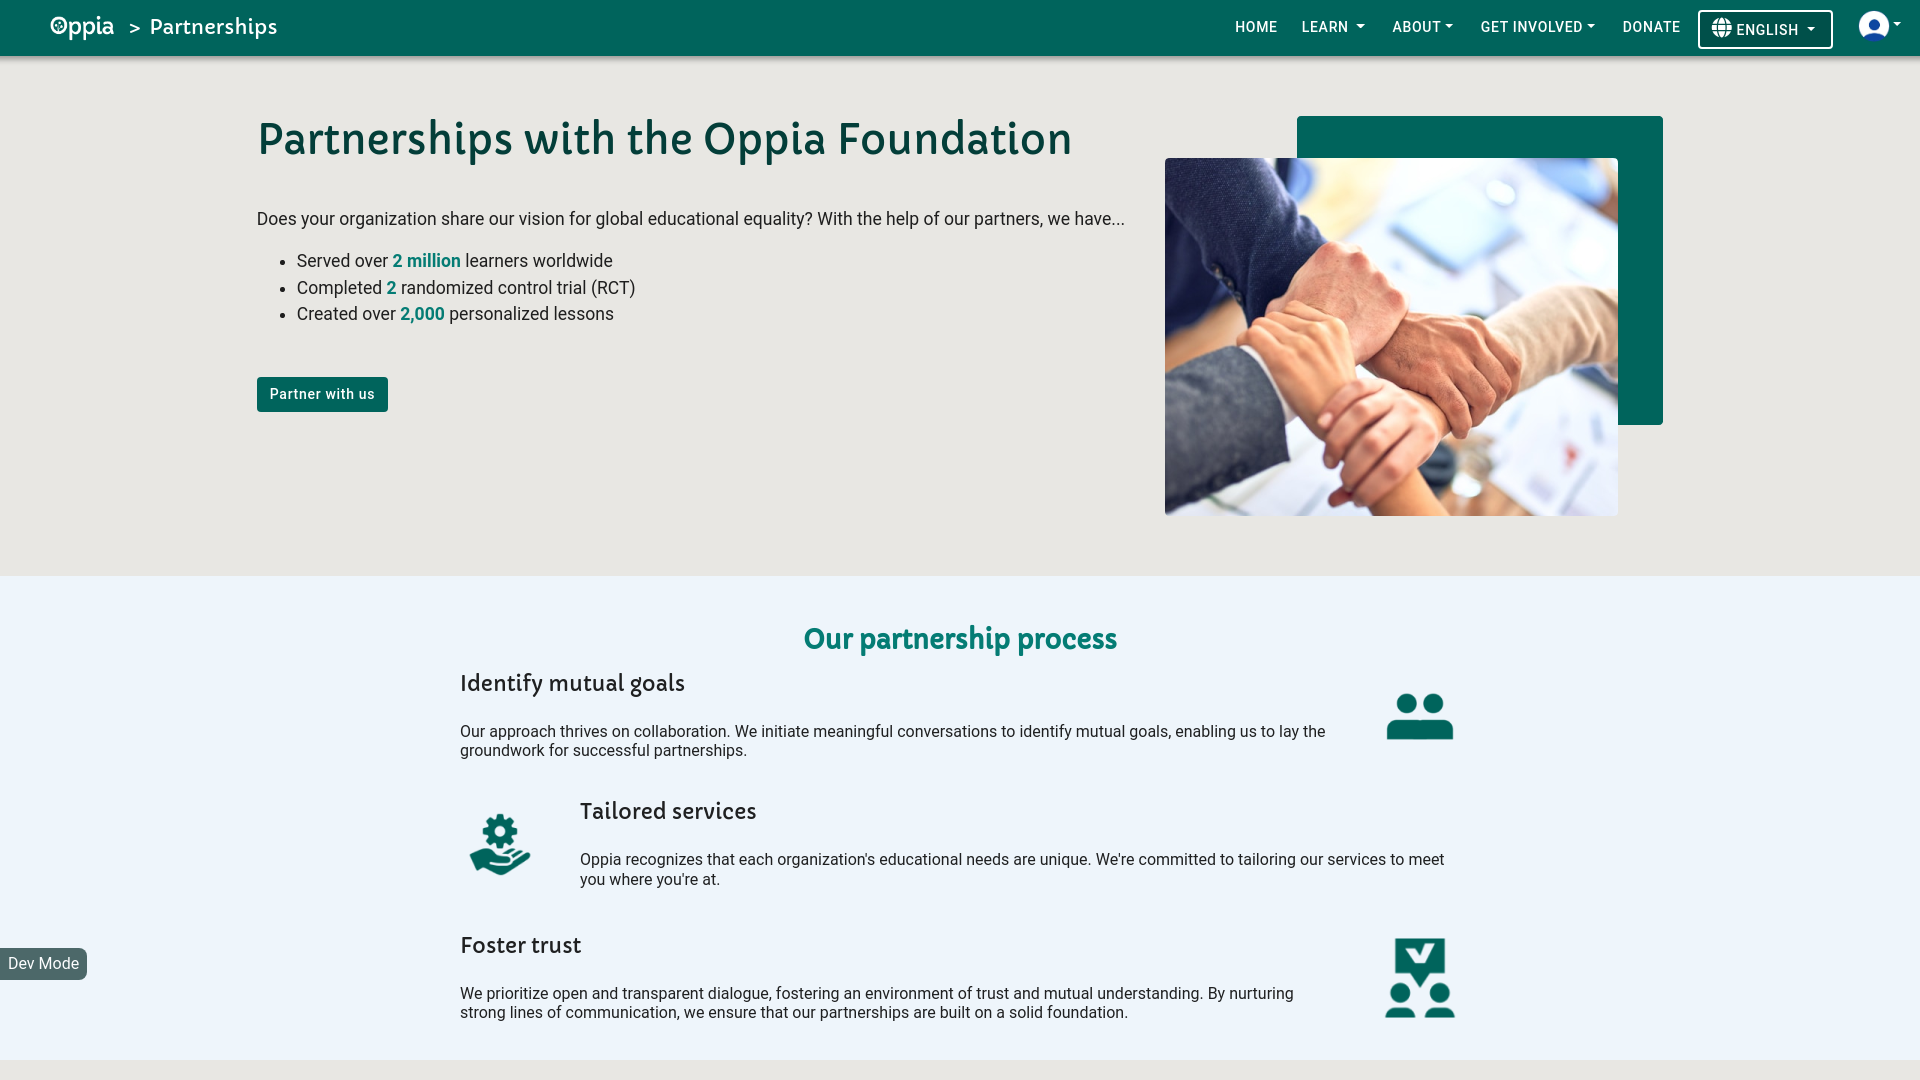 Oppia > Partnerships
HOME LEARN ABOUT GET INVOLVED DONATE ENGLISH
Partnerships with the Oppia Foundation
Does your organization share our vision for global educational equality? With the help of our partners, we have...
• Served over 2 million learners worldwide
• Completed 2 randomized control trial (RCT)
• Created over 2,000 personalized lessons
Partner with us
Our partnership process
Identify mutual goals
Our approach thrives on collaboration. We initiate meaningful conversations to identify mutual goals, enabling us to lay the
groundwork for successful partnerships.
Tailored services
Oppia recognizes that each organization's educational needs are unique. We're committed to tailoring our services to meet
you where you're at.
Foster trust
We prioritize open and transparent dialogue, fostering an environment of trust and mutual understanding. By nurturing
strong lines of communication, we ensure that our partnerships are built on a solid foundation.
Dev Mode